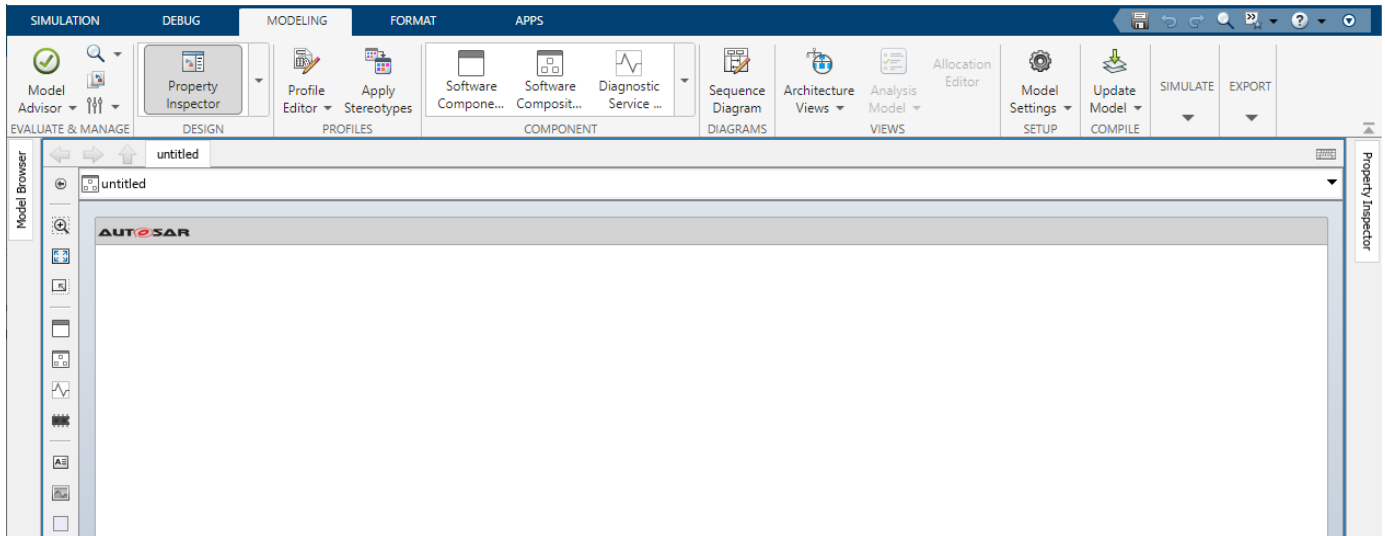 SIMULATION DEBUG MODELING FORMAT APPS
Model Advisor
Property Inspector
Profile Editor
Apply Stereotypes
Software Compone...
Software Composit...
Diagnostic Service ...
Sequence Diagram
Architecture Views
Analysis Model
Allocation Editor
Model Settings
Update Model
SIMULATE
EXPORT
EVALUATE & MANAGE DESIGN PROFILES COMPONENT DIAGRAMS VIEWS SETUP COMPILE
Model Browser
untitled
Property Inspector
untitled
AUTOSAR